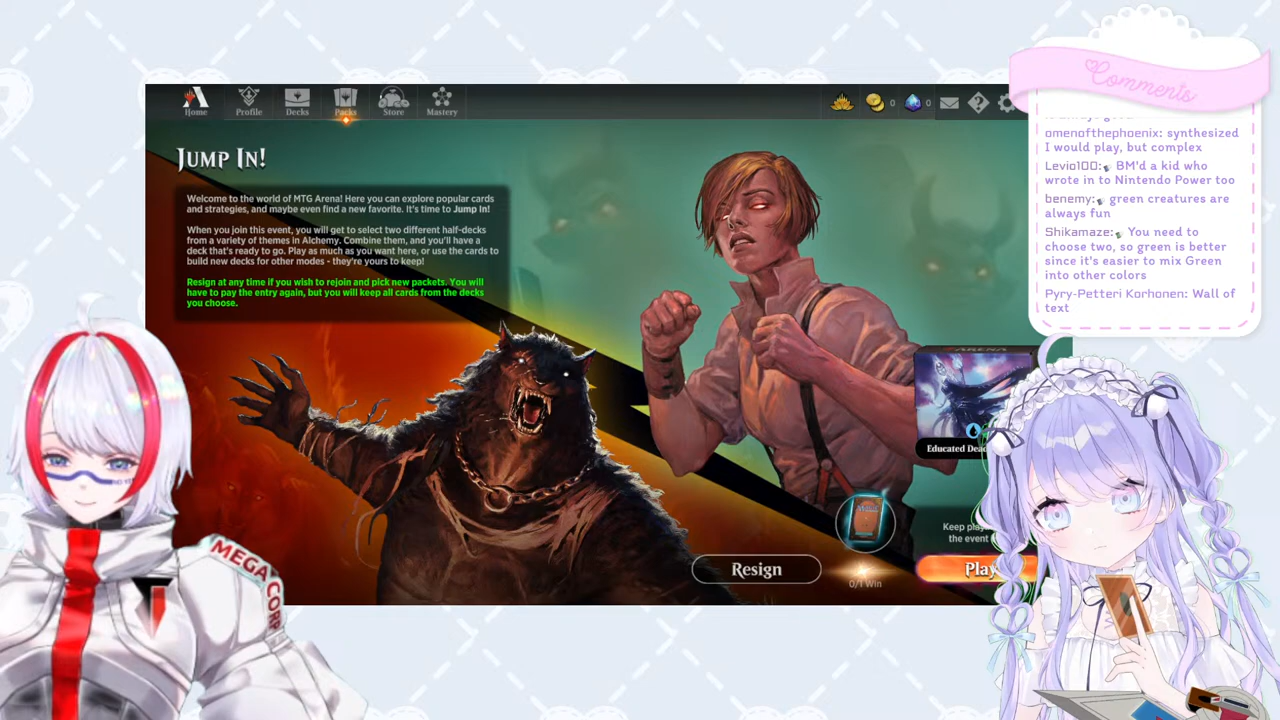 Home
Profile
Decks
Packs
Store
Mastery
0
0
JUMP IN!
Welcome to the world of MTG Arena! Here you can explore popular cards
and strategies, and maybe even find a new favorite. It's time to Jump In!
When you join this event, you will get to select two different half-decks
from a variety of themes in Alchemy. Combine them, and you'll have a
deck that's ready to go. Play as much as you want here, or use the cards to
build new decks for other modes - they're yours to keep!
Resign at any time if you wish to rejoin and pick new packets. You will
have to pay the entry again, but you will keep all cards from the decks
you choose.
Comments
omenofthephoenix: synthesized
I would play, but complex
Levio100: BM'd a kid who
wrote in to Nintendo Power too
benemy: green creatures are
always fun
Shikamaze: You need to
choose two, so green is better
since it's easier to mix Green
into other colors
Pyry-Petteri Korhonen: Wall of
text
ARENA
Educated
Keep
the event
Resign
0/1 Win
Play
MEGA CORP